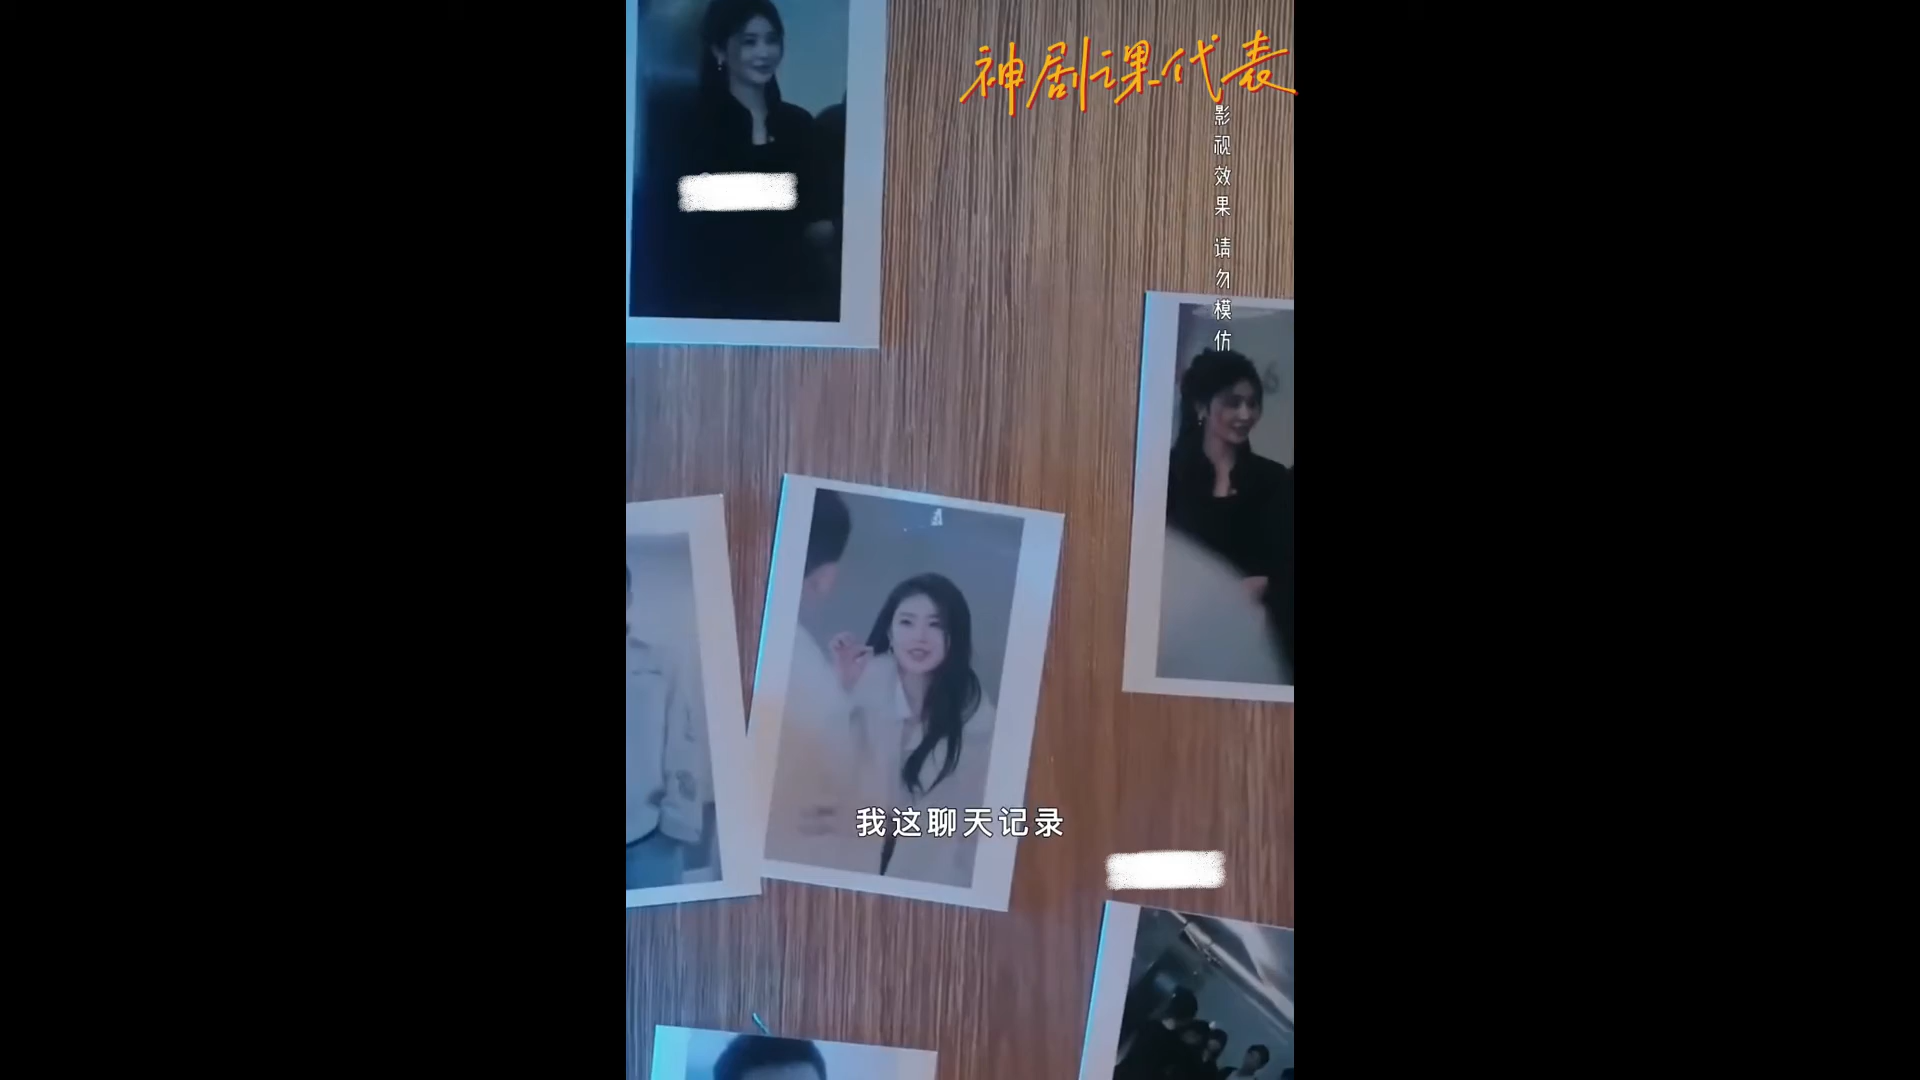 神剧课代表
影视效果 请勿模仿
我这聊天记录